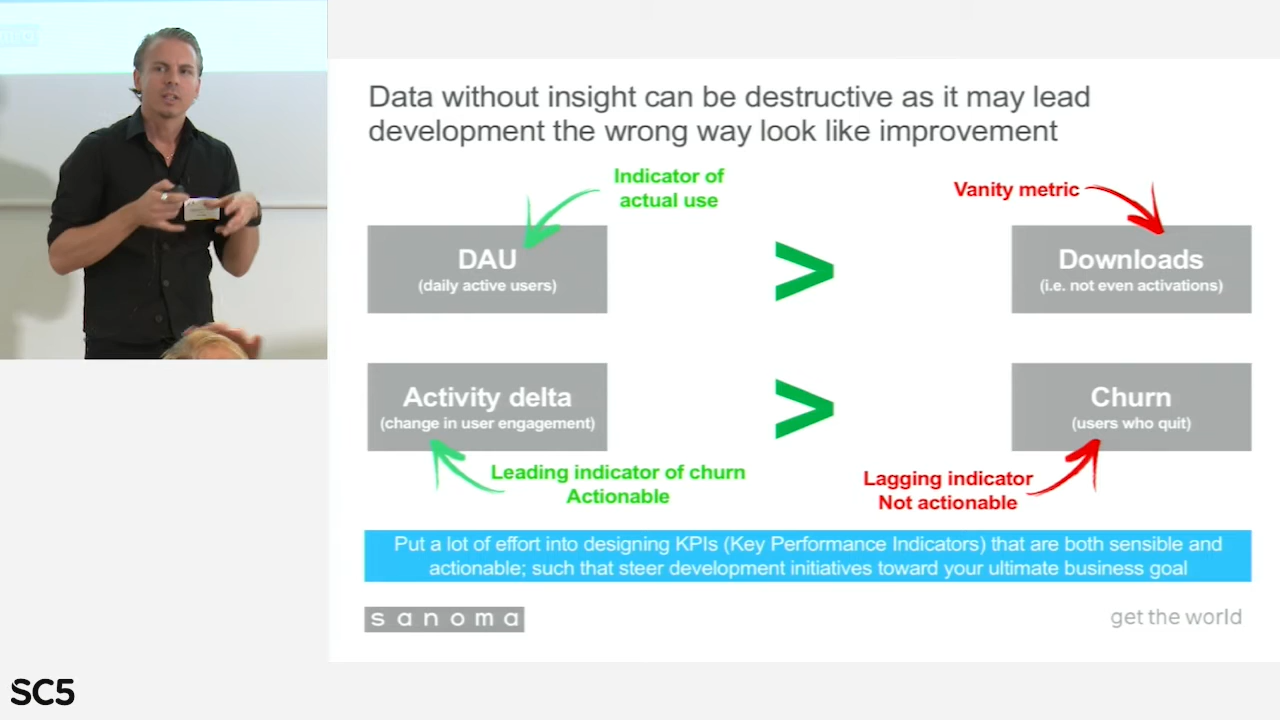 Data without insight can be destructive as it may lead
development the wrong way look like improvement
Indicator of
actual use
Vanity metric
DAU
(daily active users)
>
Downloads
(i.e. not even activations)
Activity delta
(change in user engagement)
>
Churn
(users who quit)
Leading indicator of churn
Actionable
Lagging indicator
Not actionable
Put a lot of effort into designing KPIs (Key Performance Indicators) that are both sensible and
actionable; such that steer development initiatives toward your ultimate business goal
sanoma
get the world
SC5